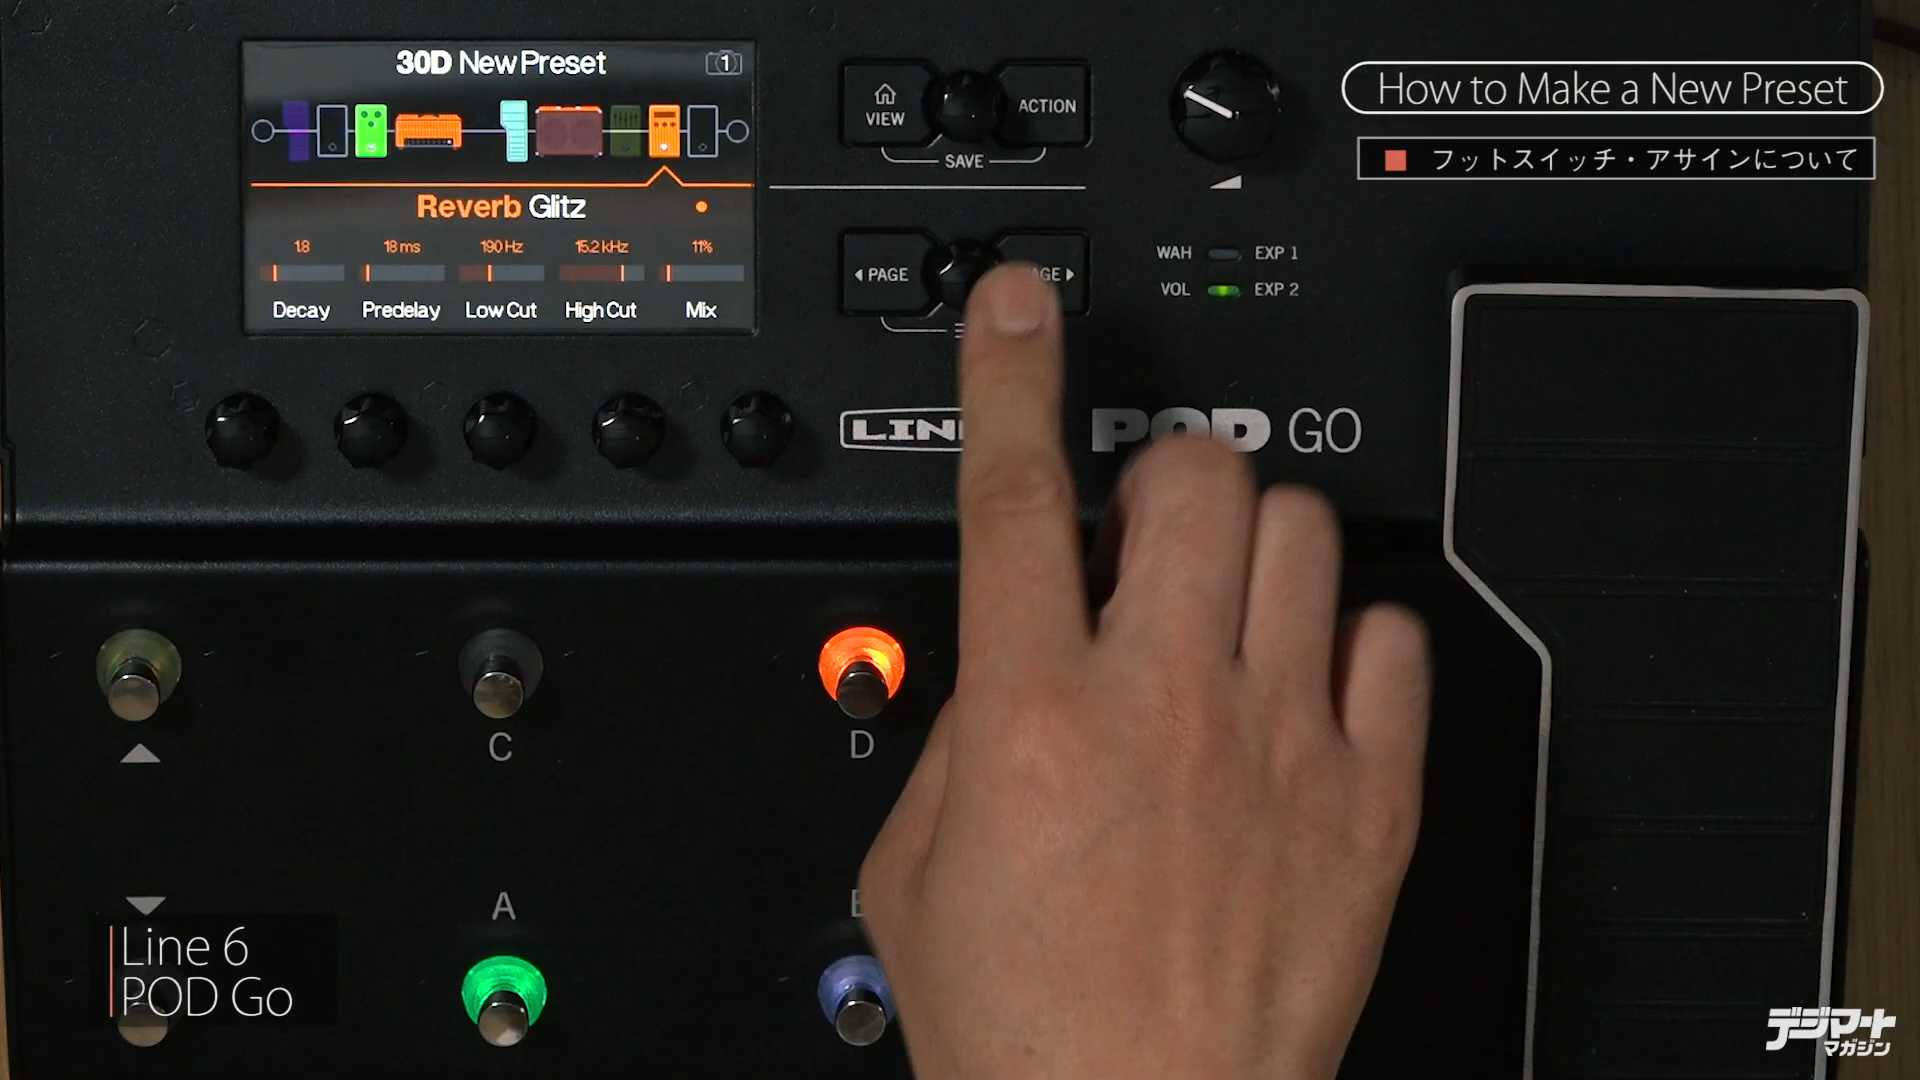 30D New Preset
1
Reverb Glitz
1.8 18 ms 190 Hz 15.2 kHz 11%
Decay Predelay Low Cut High Cut Mix
VIEW
ACTION
SAVE
PAGE
AGE
WAH EXP 1
VOL EXP 2
How to Make a New Preset
フットスイッチ・アサインについて
LIN
POD GO
C
D
A
Line 6
POD Go
デジマート
マガジン